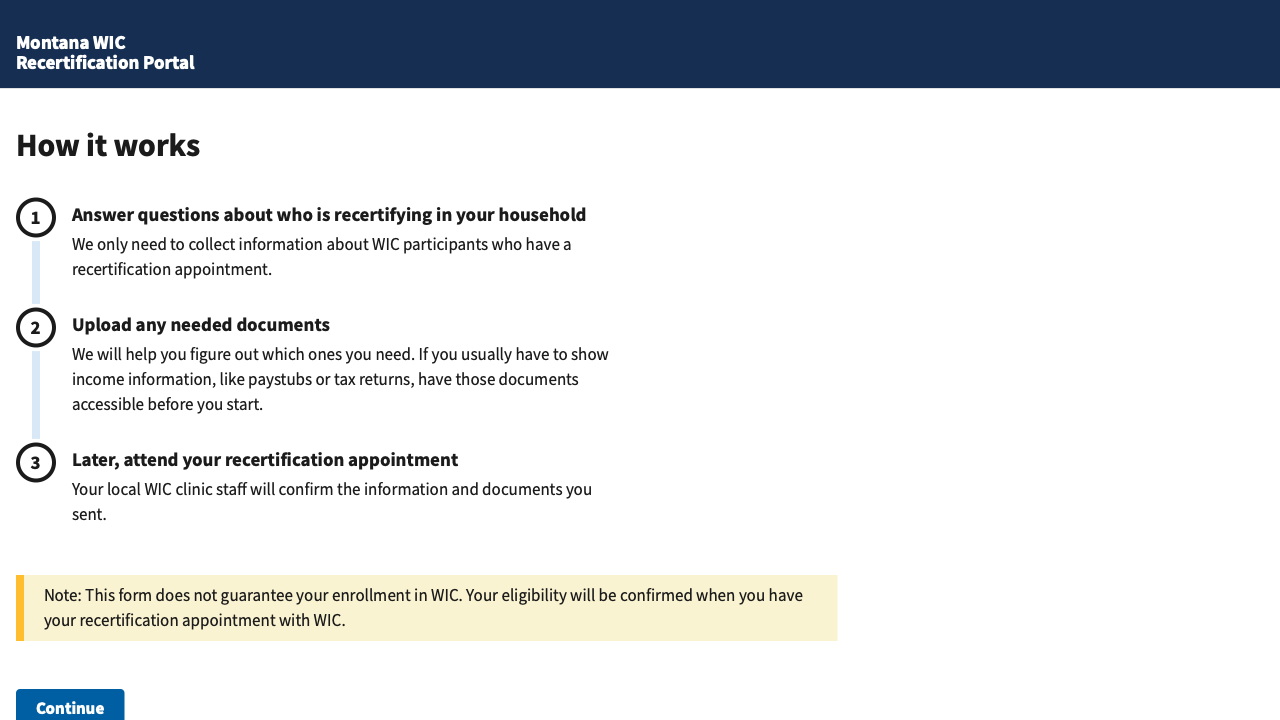 Montana WIC
Recertification Portal
How it works
1
Answer questions about who is recertifying in your household
We only need to collect information about WIC participants who have a
recertification appointment.
2
Upload any needed documents
We will help you figure out which ones you need. If you usually have to show
income information, like paystubs or tax returns, have those documents
accessible before you start.
3
Later, attend your recertification appointment
Your local WIC clinic staff will confirm the information and documents you
sent.
Note: This form does not guarantee your enrollment in WIC. Your eligibility will be confirmed when you have
your recertification appointment with WIC.
Continue